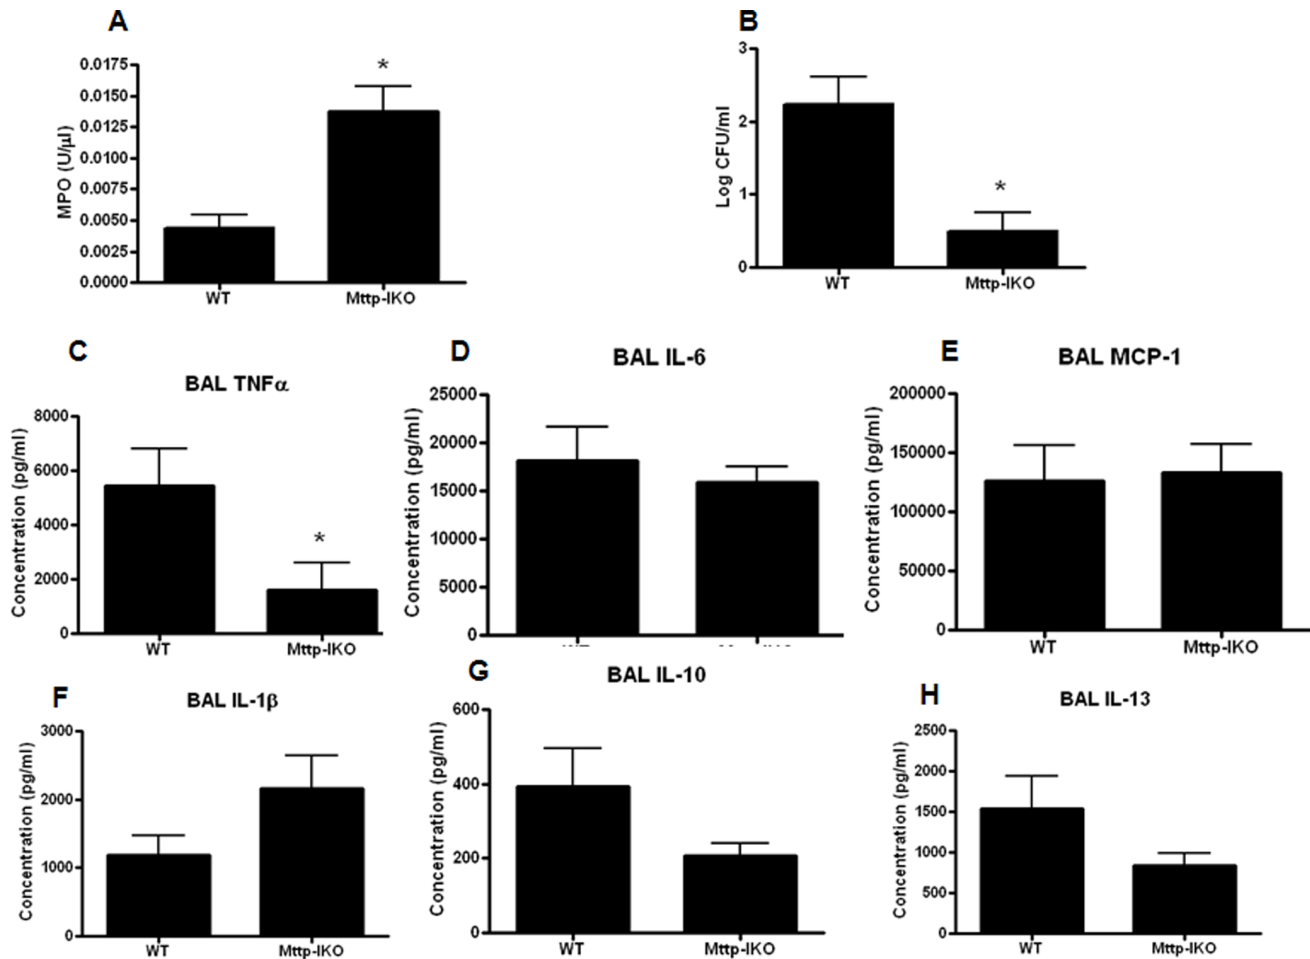 A
MPO (U/µl)
0.0175
0.0150
0.0125
0.0100
0.0075
0.0050
0.0025
0.0000
*
WT Mttp-IKO
B
Log CFU/ml
3
2
1
0
*
WT Mttp-IKO
C
BAL TNFα
Concentration (pg/ml)
8000
6000
4000
2000
0
*
WT Mttp-IKO
D
BAL IL-6
Concentration (pg/ml)
25000
20000
15000
10000
5000
0
E
BAL MCP-1
Concentration (pg/ml)
200000
150000
100000
50000
0
WT Mttp-IKO
F
BAL IL-1β
Concentration (pg/ml)
3000
2000
1000
0
WT Mttp-IKO
G
BAL IL-10
Concentration (pg/ml)
600
400
200
0
WT Mttp-IKO
H
BAL IL-13
Concentration (pg/ml)
2500
2000
1500
1000
500
0
WT Mttp-IKO